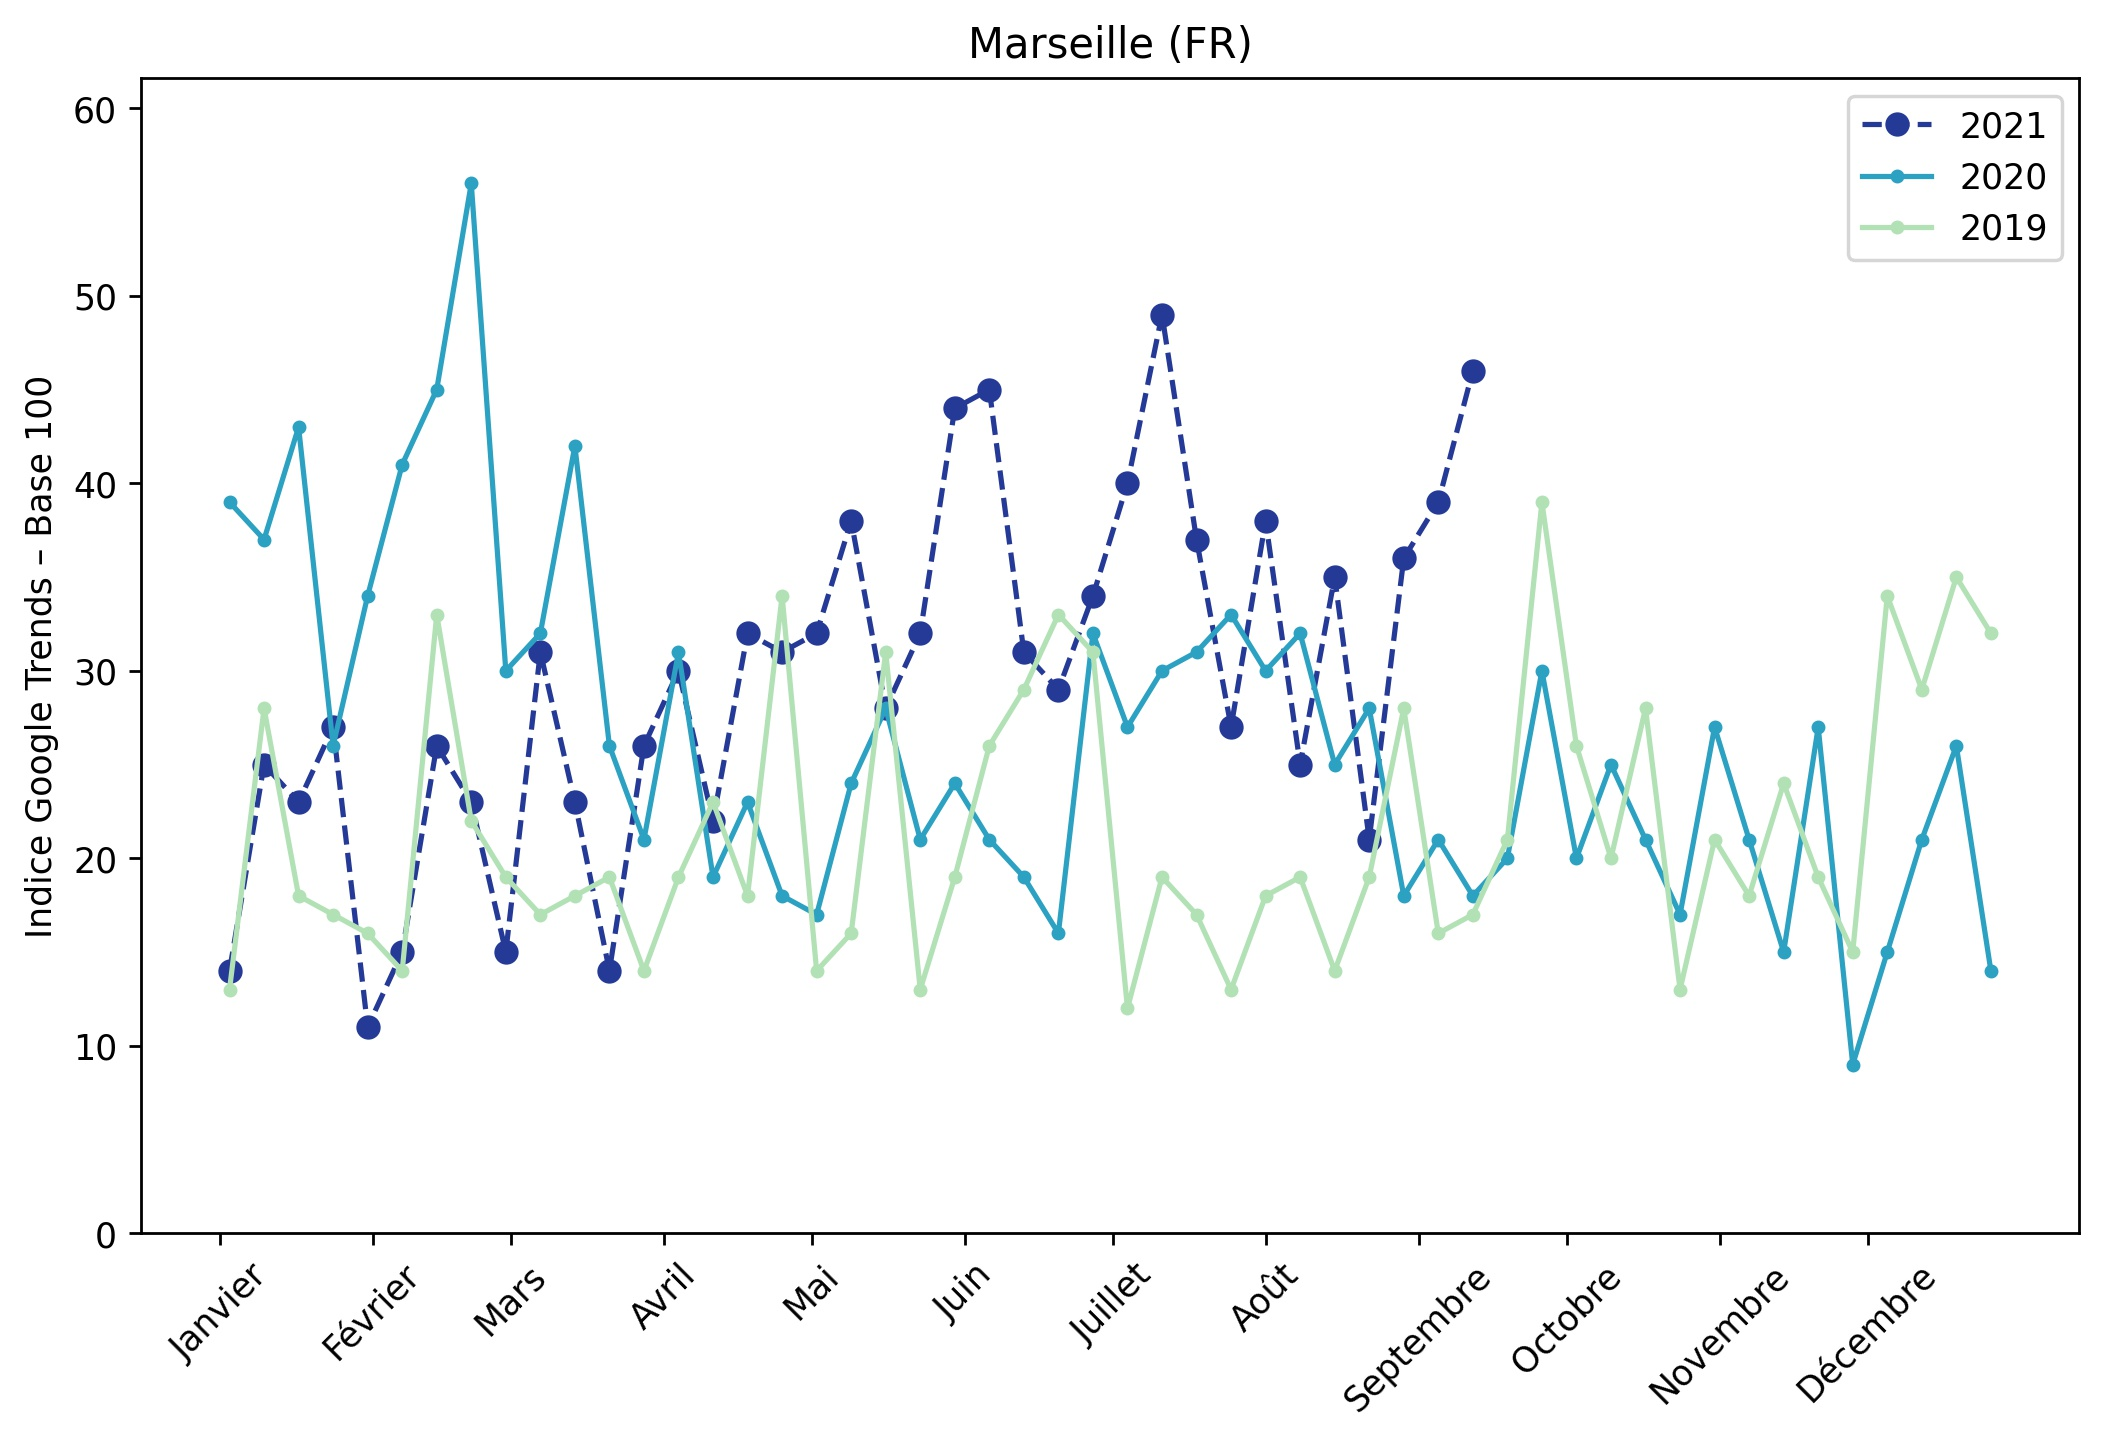 Marseille (FR)
Indice Google Trends – Base 100
60
50
40
30
20
10
0
2021
2020
2019
Janvier
Février
Mars
Avril
Mai
Juin
Juillet
Août
Septembre
Octobre
Novembre
Décembre